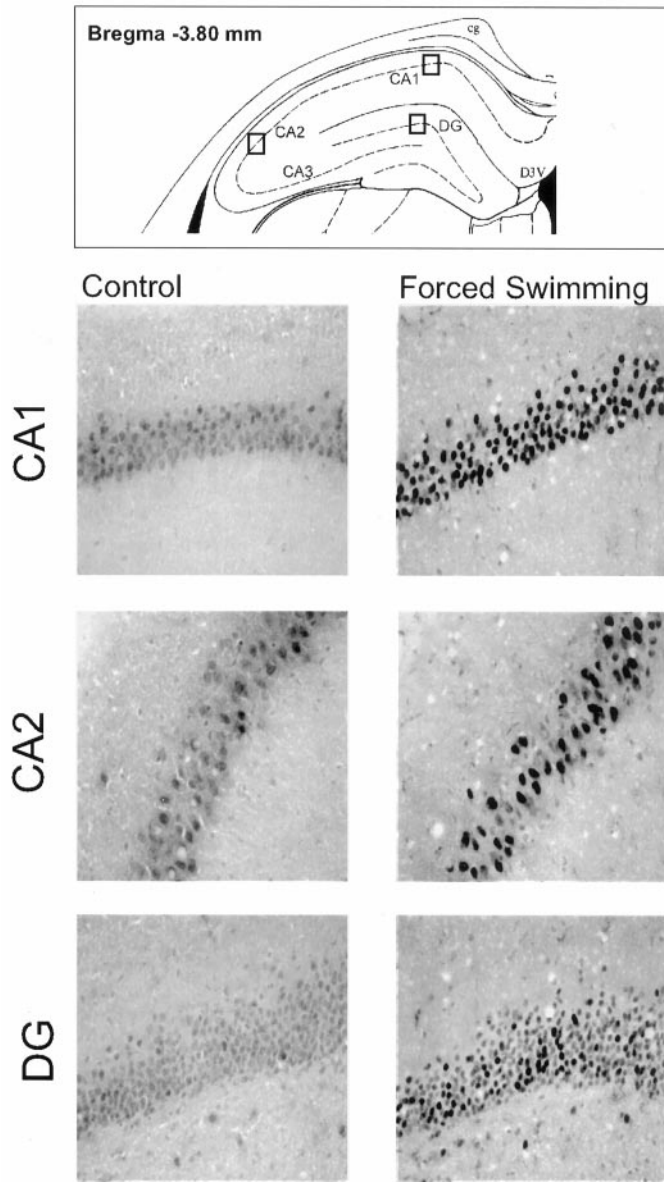 Bregma -3.80 mm
cg
CA1
CA2
DG
CA3
D3V
Control
Forced Swimming
CA1
CA2
DG